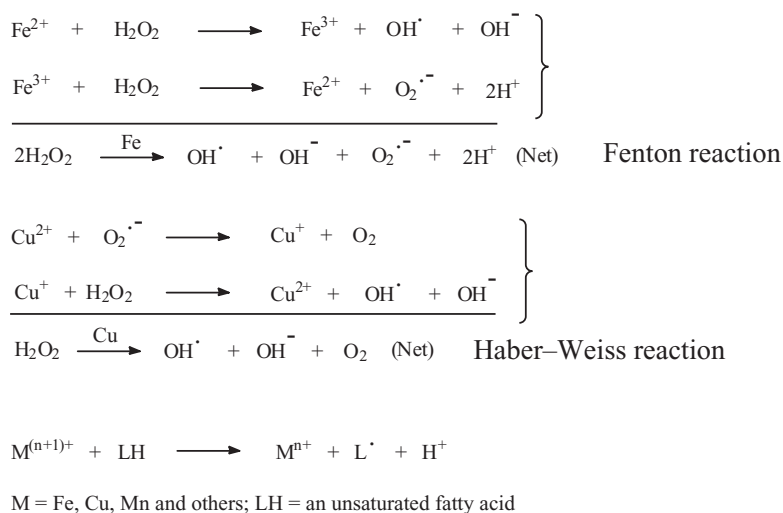 Fe²⁺ + H₂O₂ ⟶ Fe³⁺ + OH˙ + OH⁻
Fe³⁺ + H₂O₂ ⟶ Fe²⁺ + O₂˙⁻ + 2H⁺
2H₂O₂ Fe ⟶ OH˙ + OH⁻ + O₂˙⁻ + 2H⁺ (Net) Fenton reaction
Cu²⁺ + O₂˙⁻ ⟶ Cu⁺ + O₂
Cu⁺ + H₂O₂ ⟶ Cu²⁺ + OH˙ + OH⁻
H₂O₂ Cu ⟶ OH˙ + OH⁻ + O₂ (Net) Haber–Weiss reaction
M⁽ⁿ⁺¹⁾⁺ + LH ⟶ Mⁿ⁺ + L˙ + H⁺
M = Fe, Cu, Mn and others; LH = an unsaturated fatty acid